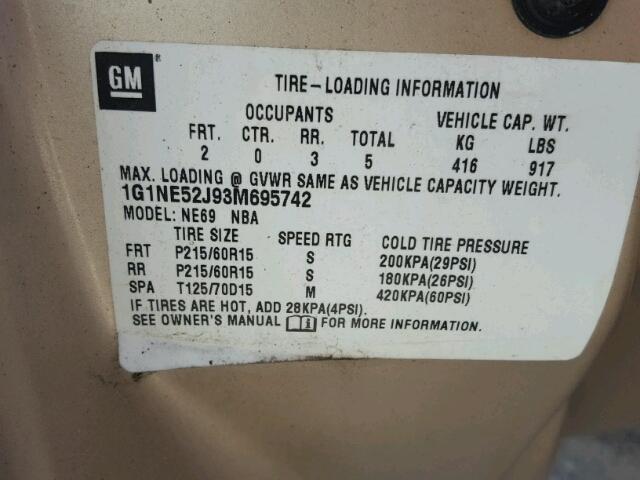 GM
TIRE-LOADING INFORMATION
OCCUPANTS VEHICLE CAP. WT.
FRT. CTR. RR. TOTAL KG LBS
2 0 3 5 416 917
MAX. LOADING @ GVWR SAME AS VEHICLE CAPACITY WEIGHT.
1G1NE52J93M695742
MODEL: NE69 NBA
TIRE SIZE SPEED RTG COLD TIRE PRESSURE
FRT P215/60R15 S 200KPA(29PSI)
RR P215/60R15 S 180KPA(26PSI)
SPA T125/70D15 M 420KPA(60PSI)
IF TIRES ARE HOT, ADD 28KPA(4PSI).
SEE OWNER'S MANUAL FOR MORE INFORMATION.